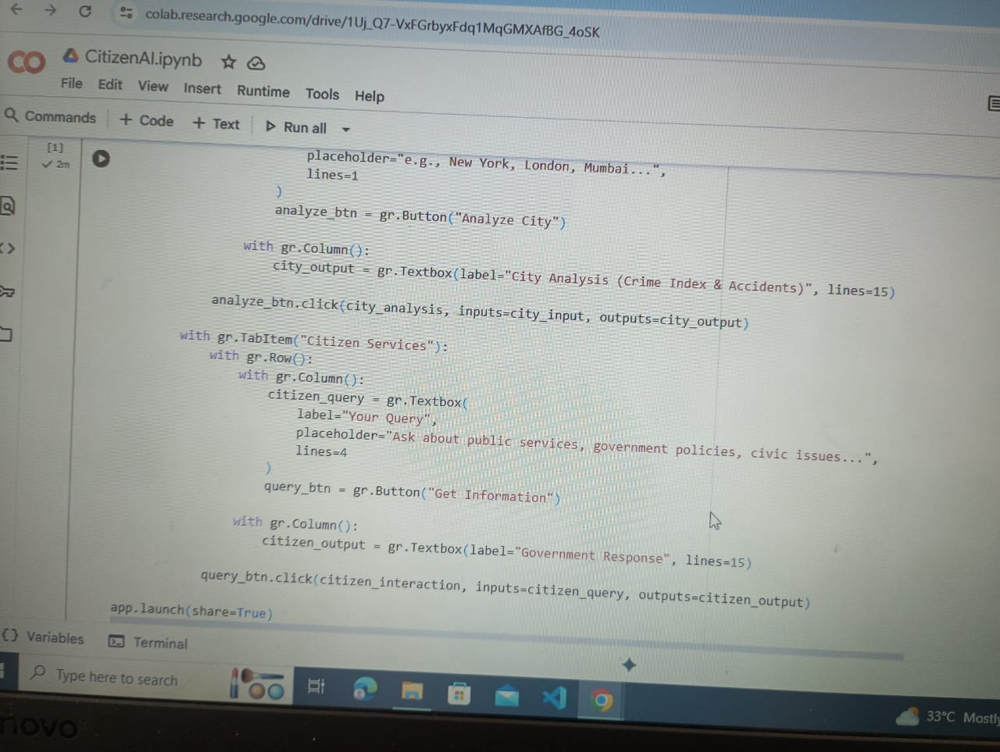 colab.research.google.com/drive/1Uj_Q7-VxFGrbyxFdq1MqGMXAfBG_4oSK
CO
CitizenAI.ipynb
File Edit View Insert Runtime Tools Help
Commands + Code + Text Run all
[1]
2m
placeholder="e.g., New York, London, Mumbai...",
lines=1
)
analyze_btn = gr.Button("Analyze City")
with gr.Column():
city_output = gr.Textbox(label="City Analysis (Crime Index & Accidents)", lines=15)
analyze_btn.click(city_analysis, inputs=city_input, outputs=city_output)
with gr.TabItem("Citizen Services"):
with gr.Row():
with gr.Column():
citizen_query = gr.Textbox(
label="Your Query",
placeholder="Ask about public services, government policies, civic issues...",
lines=4
)
query_btn = gr.Button("Get Information")
with gr.Column():
citizen_output = gr.Textbox(label="Government Response", lines=15)
query_btn.click(citizen_interaction, inputs=citizen_query, outputs=citizen_output)
app.launch(share=True)
{} Variables Terminal
Type here to search
33°C Mostly
novo